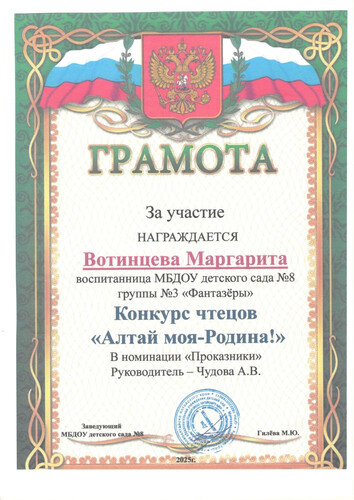 ГРАМОТА
За участие
НАГРАЖДАЕТСЯ
Вотинцева Маргарита
воспитанница МБДОУ детского сада №8
группы №3 «Фантазёры»
Конкурс чтецов
«Алтай моя-Родина!»
В номинации «Проказники»
Руководитель – Чудова А.В.
Заведующий
МБДОУ детского сада №8
Гилёва М.Ю.
2025г.